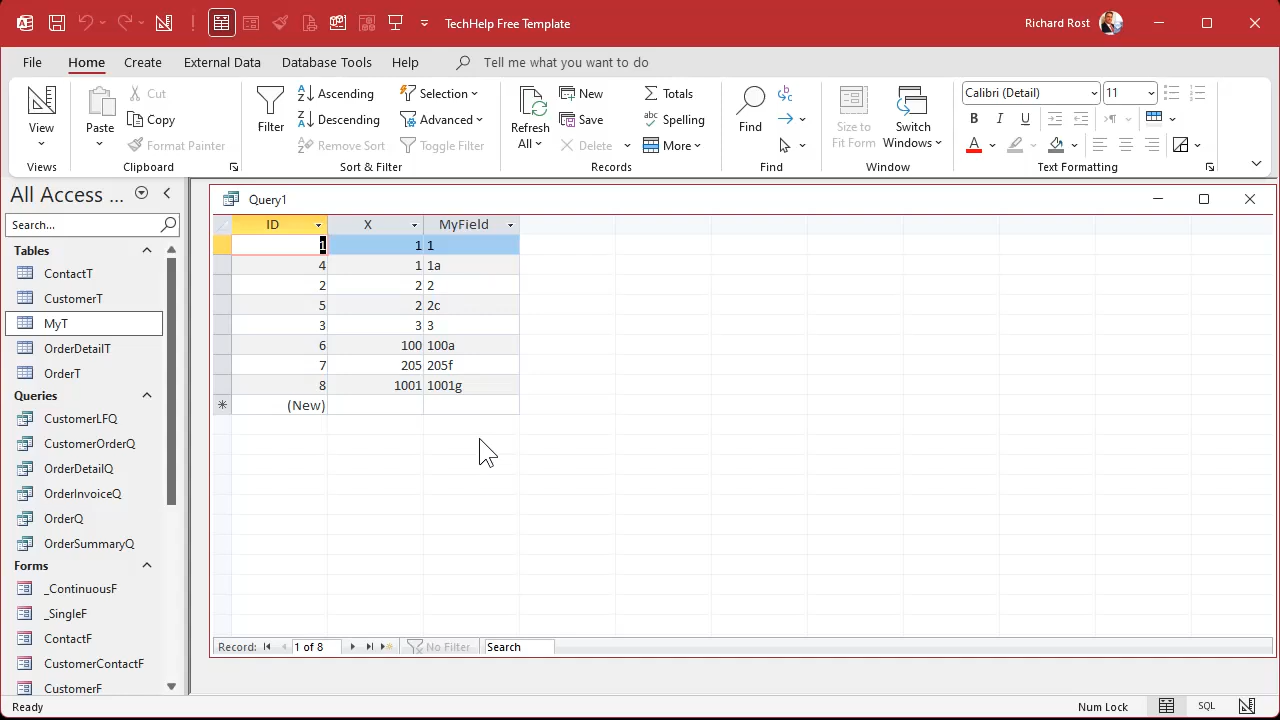 TechHelp Free Template
Richard Rost
File
Home
Create
External Data
Database Tools
Help
Tell me what you want to do
View
Views
Paste
Cut
Copy
Format Painter
Clipboard
Filter
Ascending
Descending
Remove Sort
Selection
Advanced
Toggle Filter
Sort & Filter
Refresh
All
New
Save
Delete
Totals
Spelling
More
Records
Find
Find
Size to
Fit Form
Switch
Windows
Window
Calibri (Detail)
11
B I U
Text Formatting
All Access ...
Search...
Tables
ContactT
CustomerT
MyT
OrderDetailT
OrderT
Queries
CustomerLFQ
CustomerOrderQ
OrderDetailQ
OrderInvoiceQ
OrderQ
OrderSummaryQ
Forms
_ContinuousF
_SingleF
ContactF
CustomerContactF
CustomerF
Query1
ID X MyField
1 1 1
4 1 1a
2 2 2
5 2 2c
3 3 3
6 100 100a
7 205 205f
8 1001 1001g
(New)
Record: 1 of 8 No Filter Search
Ready
Num Lock
SQL